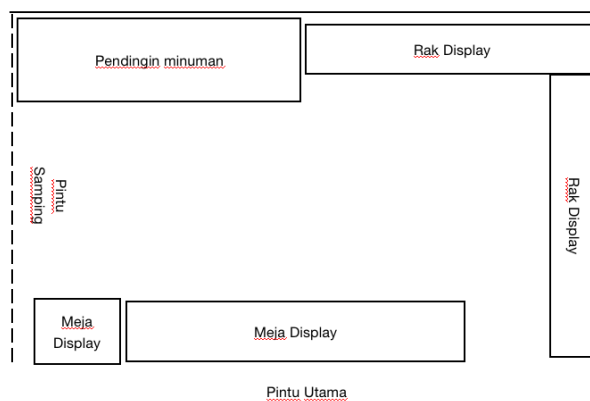 Pendingin minuman
Rak Display
Pintu
Samping
Rak Display
Meja
Display
Meja Display
Pintu Utama